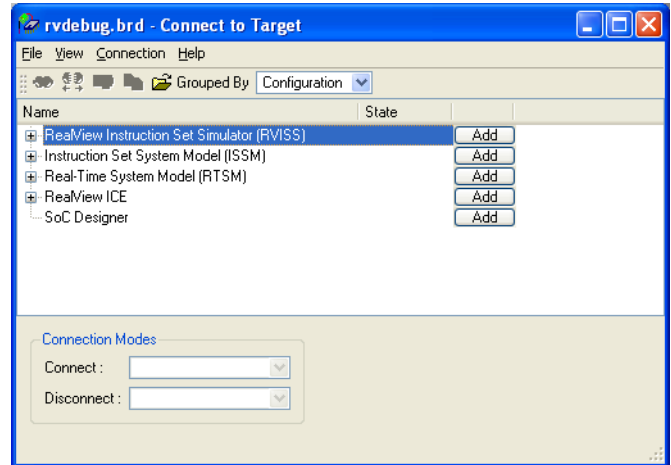 rvdebug.brd - Connect to Target
File View Connection Help
Grouped By Configuration
Name State
RealView Instruction Set Simulator (RVISS) Add
Instruction Set System Model (ISSM) Add
Real-Time System Model (RTSM) Add
RealView ICE Add
SoC Designer Add
Connection Modes
Connect :
Disconnect :